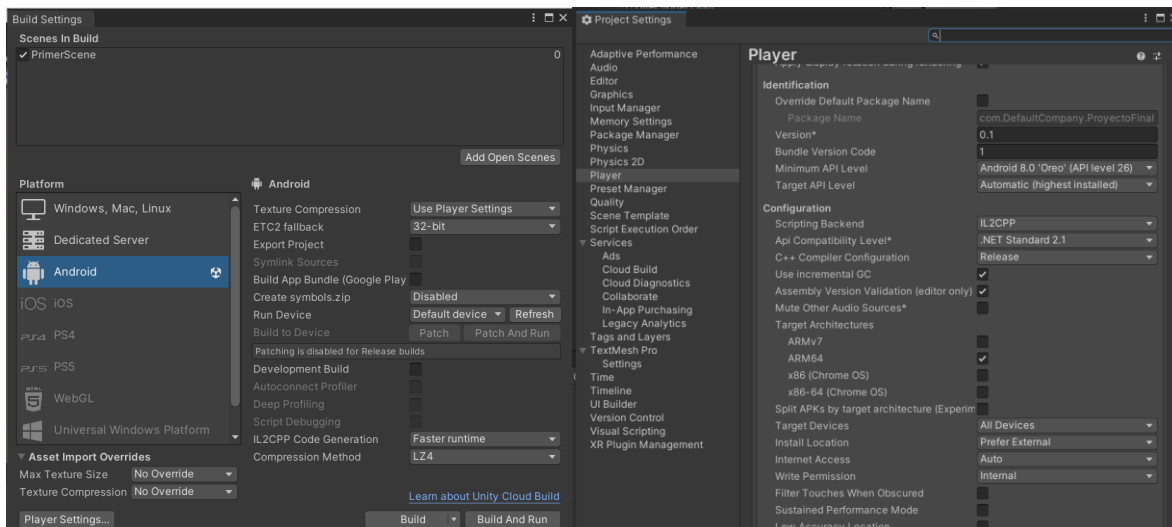 Build Settings
Scenes In Build
PrimerScene 0
Add Open Scenes
Platform
Windows, Mac, Linux
Dedicated Server
Android
iOS iOS
PS4 PS4
PS5 PS5
HTML 5 WebGL
Universal Windows Platform
Android
Texture Compression Use Player Settings
ETC2 fallback 32-bit
Export Project
Symlink Sources
Build App Bundle (Google Play
Create symbols.zip Disabled
Run Device Default device Refresh
Build to Device Patch Patch And Run
Patching is disabled for Release builds
Development Build
Autoconnect Profiler
Deep Profiling
Script Debugging
IL2CPP Code Generation Faster runtime
Compression Method LZ4
Asset Import Overrides
Max Texture Size No Override
Texture Compression No Override
Learn about Unity Cloud Build
Player Settings... Build Build And Run
Project Settings
Adaptive Performance
Audio
Editor
Graphics
Input Manager
Memory Settings
Package Manager
Physics
Physics 2D
Player
Preset Manager
Quality
Scene Template
Script Execution Order
Services
Ads
Cloud Build
Cloud Diagnostics
Collaborate
In-App Purchasing
Legacy Analytics
Tags and Layers
TextMesh Pro
Settings
Time
Timeline
UI Builder
Version Control
Visual Scripting
XR Plugin Management
Player
Apply display rotation during rendering
Identification
Override Default Package Name
Package Name com.DefaultCompany.ProyectoFinal
Version* 0.1
Bundle Version Code 1
Minimum API Level Android 8.0 'Oreo' (API level 26)
Target API Level Automatic (highest installed)
Configuration
Scripting Backend IL2CPP
Api Compatibility Level* .NET Standard 2.1
C++ Compiler Configuration Release
Use incremental GC
Assembly Version Validation (editor only)
Mute Other Audio Sources*
Target Architectures
ARMv7
ARM64
x86 (Chrome OS)
x86-64 (Chrome OS)
Split APKs by target architecture (Experim
Target Devices All Devices
Install Location Prefer External
Internet Access Auto
Write Permission Internal
Filter Touches When Obscured
Sustained Performance Mode
Low Accuracy Location